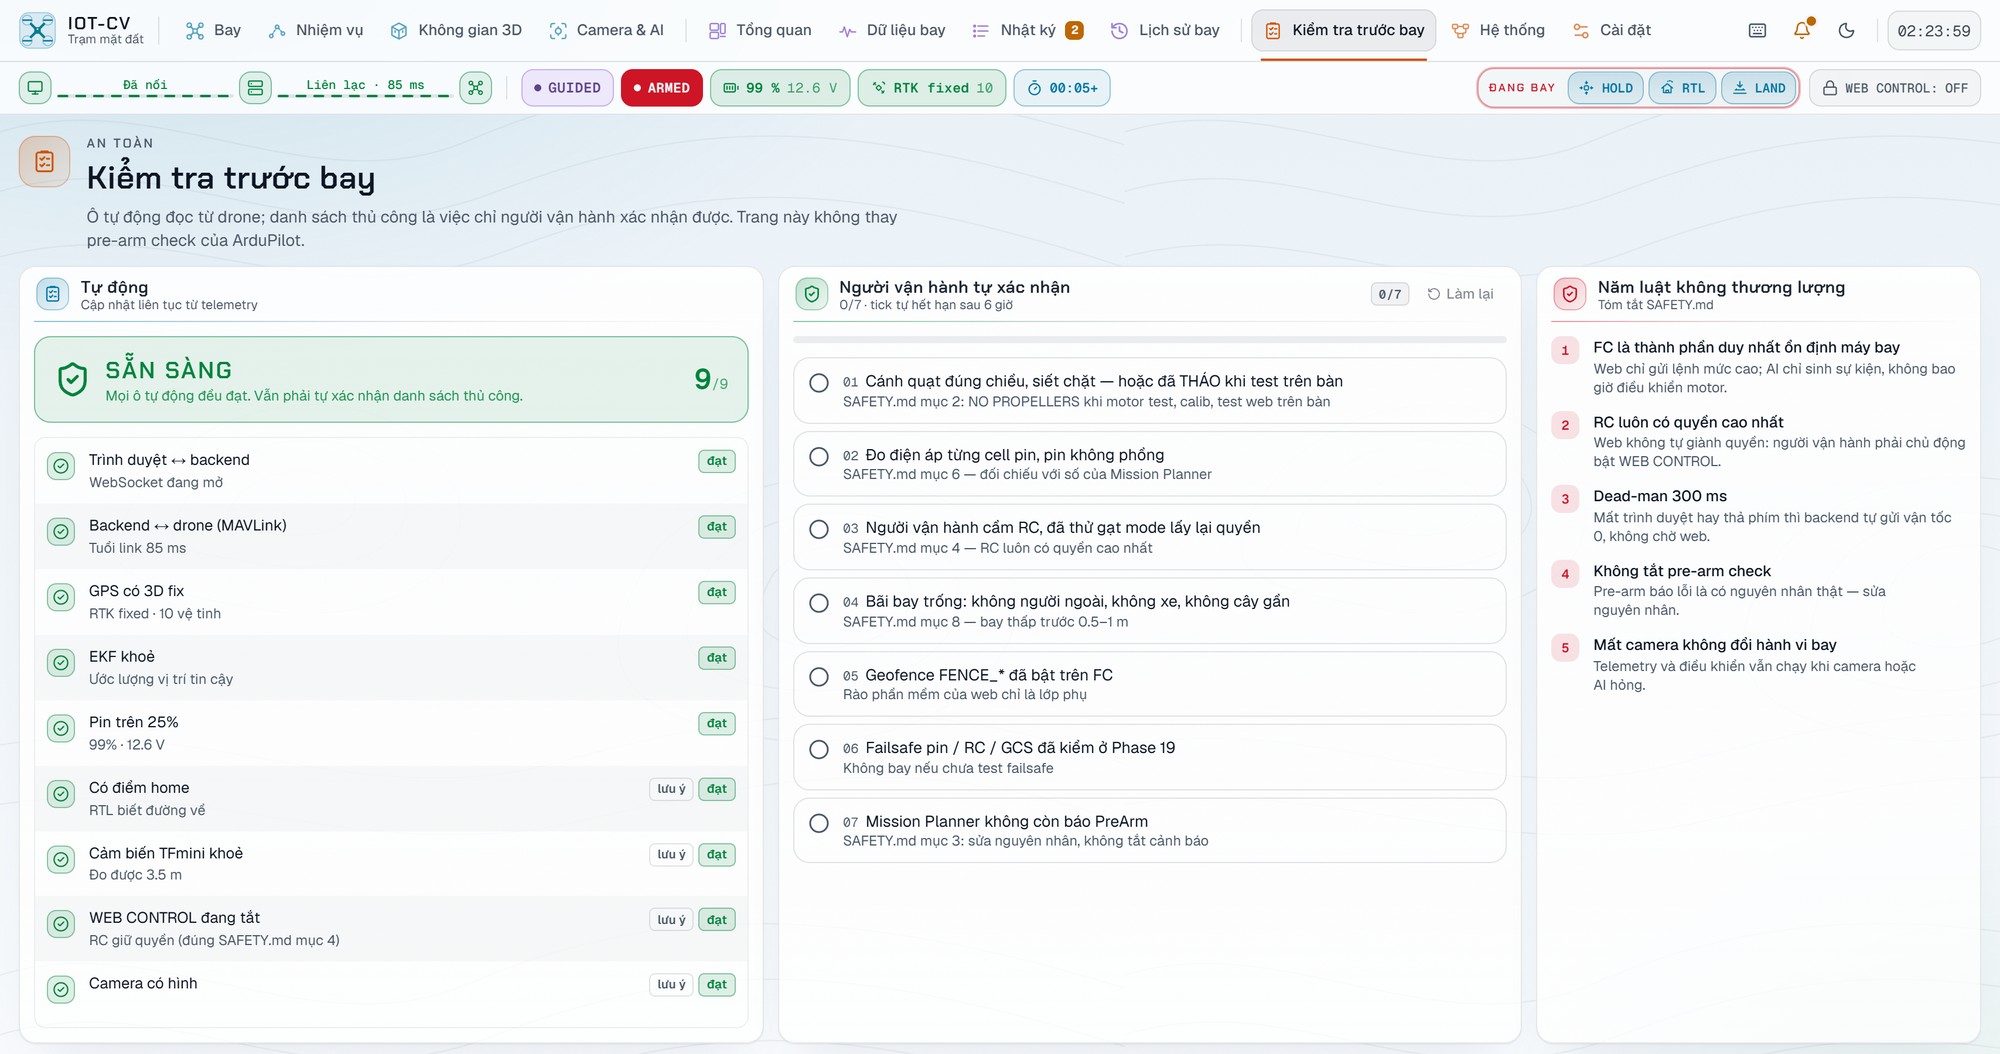 IOT-CV
Trạm mặt đất
Bay
Nhiệm vụ
Không gian 3D
Camera & AI
Tổng quan
Dữ liệu bay
Nhật ký 2
Lịch sử bay
Kiểm tra trước bay
Hệ thống
Cài đặt
02:23:59
Đã nối
Liên lạc · 85 ms
GUIDED
ARMED
99 % 12.6 V
RTK fixed 10
00:05+
ĐANG BAY
HOLD
RTL
LAND
WEB CONTROL: OFF
AN TOÀN
Kiểm tra trước bay
Ô tự động đọc từ drone; danh sách thủ công là việc chỉ người vận hành xác nhận được. Trang này không thay
pre-arm check của ArduPilot.
Tự động
Cập nhật liên tục từ telemetry
SẴN SÀNG
Mọi ô tự động đều đạt. Vẫn phải tự xác nhận danh sách thủ công.
9/9
Trình duyệt ↔ backend
đạt
WebSocket đang mở
Backend ↔ drone (MAVLink)
đạt
Tuổi link 85 ms
GPS có 3D fix
đạt
RTK fixed · 10 vệ tinh
EKF khoẻ
đạt
Ước lượng vị trí tin cậy
Pin trên 25%
đạt
99% · 12.6 V
Có điểm home
lưu ý đạt
RTL biết đường về
Cảm biến TFmini khoẻ
lưu ý đạt
Đo được 3.5 m
WEB CONTROL đang tắt
lưu ý đạt
RC giữ quyền (đúng SAFETY.md mục 4)
Camera có hình
lưu ý đạt
Người vận hành tự xác nhận
0/7 · tick tự hết hạn sau 6 giờ
0/7
Làm lại
01 Cánh quạt đúng chiều, siết chặt — hoặc đã THÁO khi test trên bàn
SAFETY.md mục 2: NO PROPELLERS khi motor test, calib, test web trên bàn
02 Đo điện áp từng cell pin, pin không phồng
SAFETY.md mục 6 — đối chiếu với số của Mission Planner
03 Người vận hành cầm RC, đã thử gạt mode lấy lại quyền
SAFETY.md mục 4 — RC luôn có quyền cao nhất
04 Bãi bay trống: không người ngoài, không xe, không cây gần
SAFETY.md mục 8 — bay thấp trước 0.5–1 m
05 Geofence FENCE_* đã bật trên FC
Rào phần mềm của web chỉ là lớp phụ
06 Failsafe pin / RC / GCS đã kiểm ở Phase 19
Không bay nếu chưa test failsafe
07 Mission Planner không còn báo PreArm
SAFETY.md mục 3: sửa nguyên nhân, không tắt cảnh báo
Năm luật không thương lượng
Tóm tắt SAFETY.md
1 FC là thành phần duy nhất ổn định máy bay
Web chỉ gửi lệnh mức cao; AI chỉ sinh sự kiện, không bao
giờ điều khiển motor.
2 RC luôn có quyền cao nhất
Web không tự giành quyền: người vận hành phải chủ động
bật WEB CONTROL.
3 Dead-man 300 ms
Mất trình duyệt hay thả phím thì backend tự gửi vận tốc
0, không chờ web.
4 Không tắt pre-arm check
Pre-arm báo lỗi là có nguyên nhân thật — sửa
nguyên nhân.
5 Mất camera không đổi hành vi bay
Telemetry và điều khiển vẫn chạy khi camera hoặc
AI hỏng.